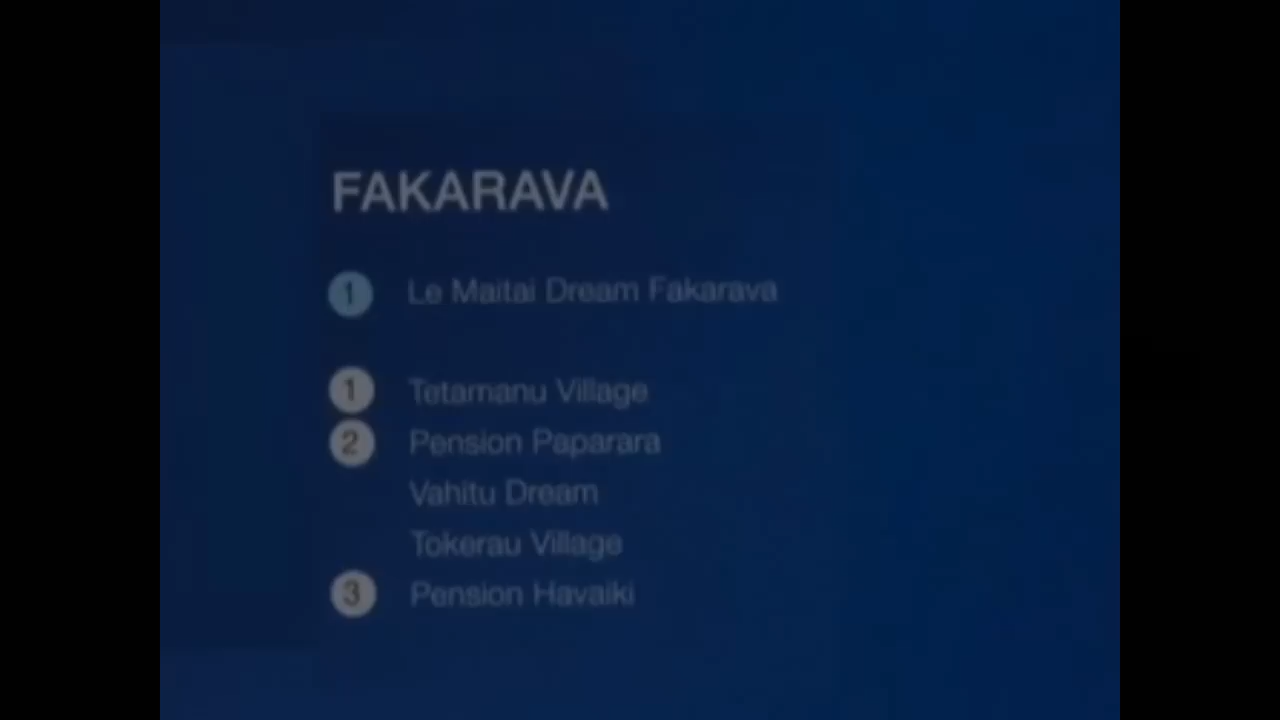 FAKARAVA
1 Le Maitai Dream Fakarava
1 Tetamanu Village
2 Pension Paparara
Vahitu Dream
Tokerau Village
3 Pension Havaiki